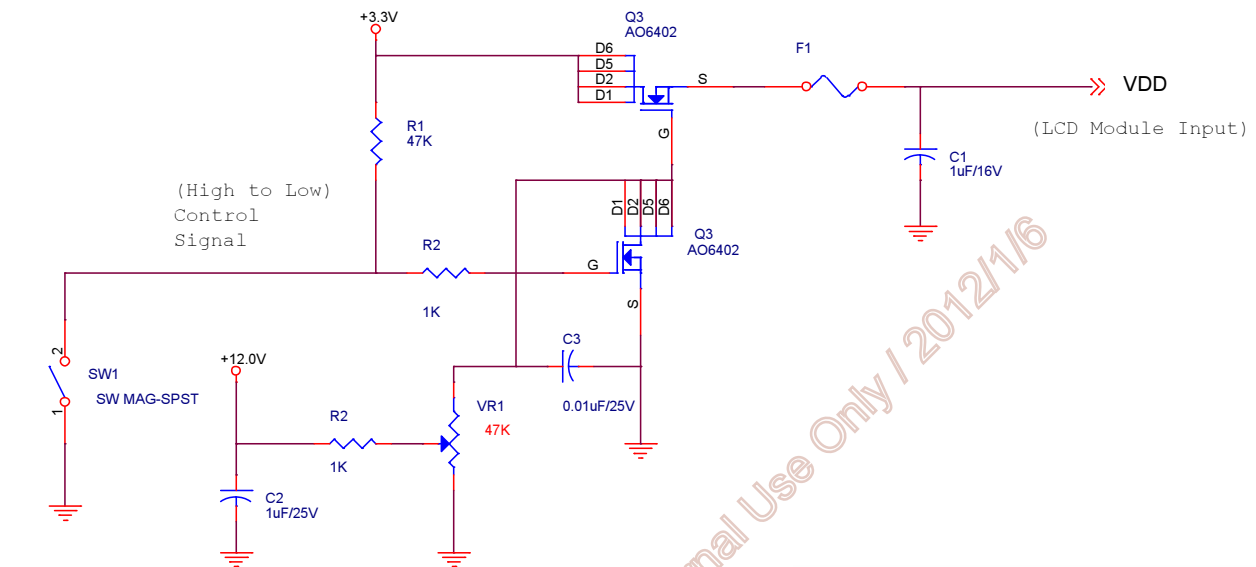 +3.3V
Q3
AO6402
D6
D5
D2
D1
S
G
F1
VDD
(LCD Module Input)
R1
47K
C1
1uF/16V
(High to Low)
Control
Signal
D1
D2
D5
D6
Q3
AO6402
R2
1K
G
S
2
SW1
SW MAG-SPST
1
+12.0V
C3
0.01uF/25V
R2
1K
VR1
47K
C2
1uF/25V
Use Only / 2012/1/6